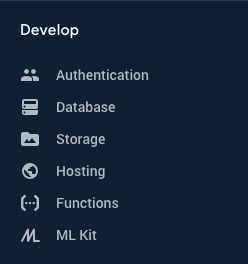 Develop
Authentication
Database
Storage
Hosting
Functions
ML Kit